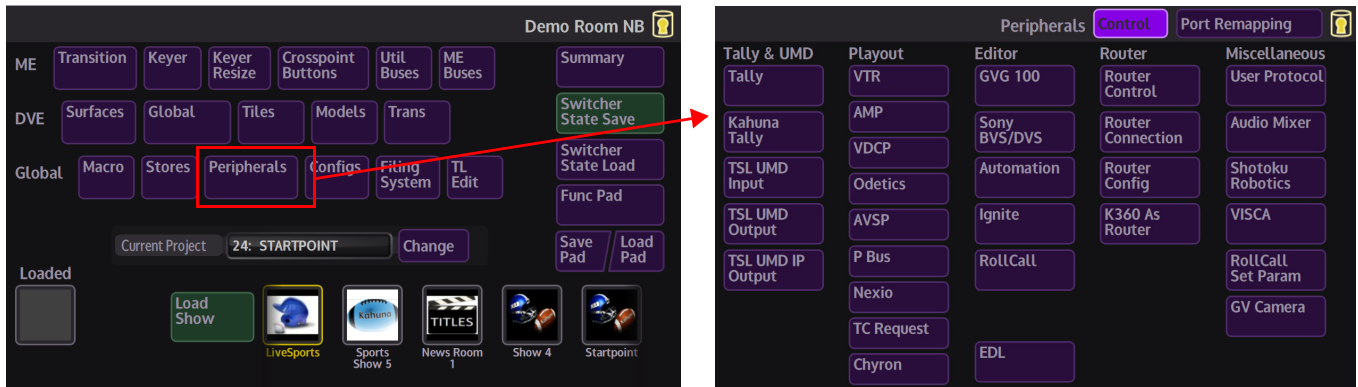 Demo Room NB
ME
Transition
Keyer
Keyer
Resize
Crosspoint
Buttons
Util
Buses
ME
Buses
Summary
DVE
Surfaces
Global
Tiles
Models
Trans
Switcher
State Save
Global
Macro
Stores
Peripherals
Configs
Filing
System
TL
Edit
Switcher
State Load
Func Pad
Current Project
24: STARTPOINT
Change
Save
Pad
Load
Pad
Loaded
Load
Show
Kahuna
TITLES
LiveSports
Sports
Show 5
News Room
1
Show 4
Startpoint
Peripherals
Control
Port Remapping
Tally & UMD
Tally
Kahuna
Tally
TSL UMD
Input
TSL UMD
Output
TSL UMD IP
Output
Playout
VTR
AMP
VDCP
Odetics
AVSP
P Bus
Nexio
TC Request
Chyron
Editor
GVG 100
Sony
BVS/DVS
Automation
Ignite
RollCall
EDL
Router
Router
Control
Router
Connection
Router
Config
K360 As
Router
Miscellaneous
User Protocol
Audio Mixer
Shotoku
Robotics
VISCA
RollCall
Set Param
GV Camera